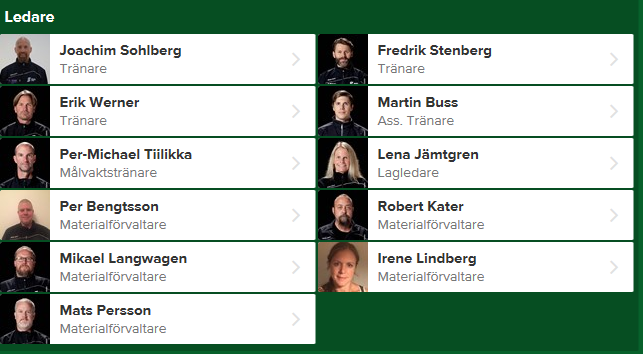 Ledare
Joachim Sohlberg
Tränare
Fredrik Stenberg
Tränare
Erik Werner
Tränare
Martin Buss
Ass. Tränare
Per-Michael Tiilikka
Målvaktstränare
Lena Jämtgren
Lagledare
Per Bengtsson
Materialförvaltare
Robert Kater
Materialförvaltare
Mikael Langwagen
Materialförvaltare
Irene Lindberg
Materialförvaltare
Mats Persson
Materialförvaltare